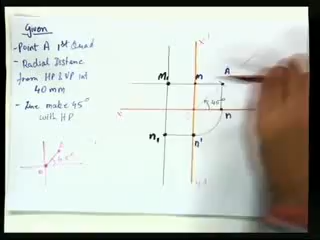 Given
- Point A 1st Quad
- Radial Distance
from HP & VP int
40 mm
- Line make 45°
with HP
A
45°
M₁
m
A
45°
X
n
n₁
n'